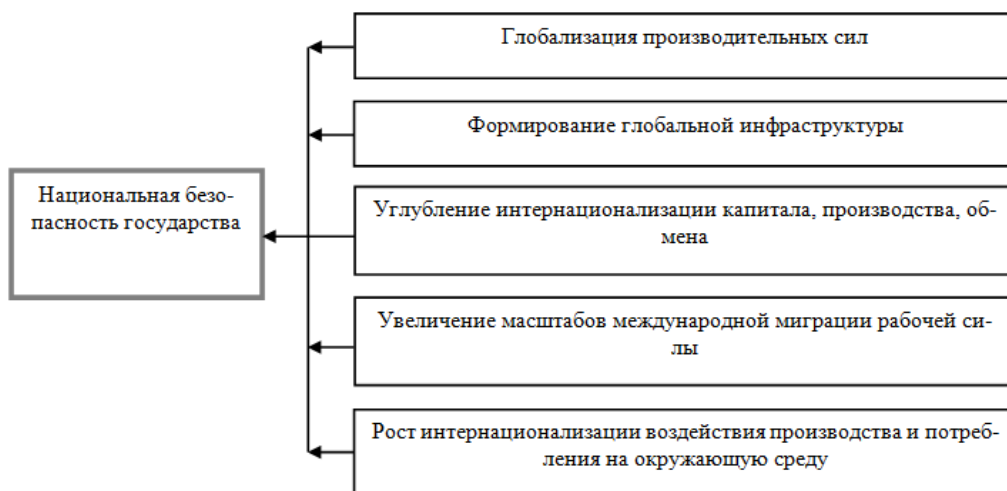 Глобализация производительных сил
Формирование глобальной инфраструктуры
Национальная безо-
пасность государства
Углубление интернационализации капитала, производства, об-
мена
Увеличение масштабов международной миграции рабочей си-
лы
Рост интернационализации воздействия производства и потреб-
ления на окружающую среду